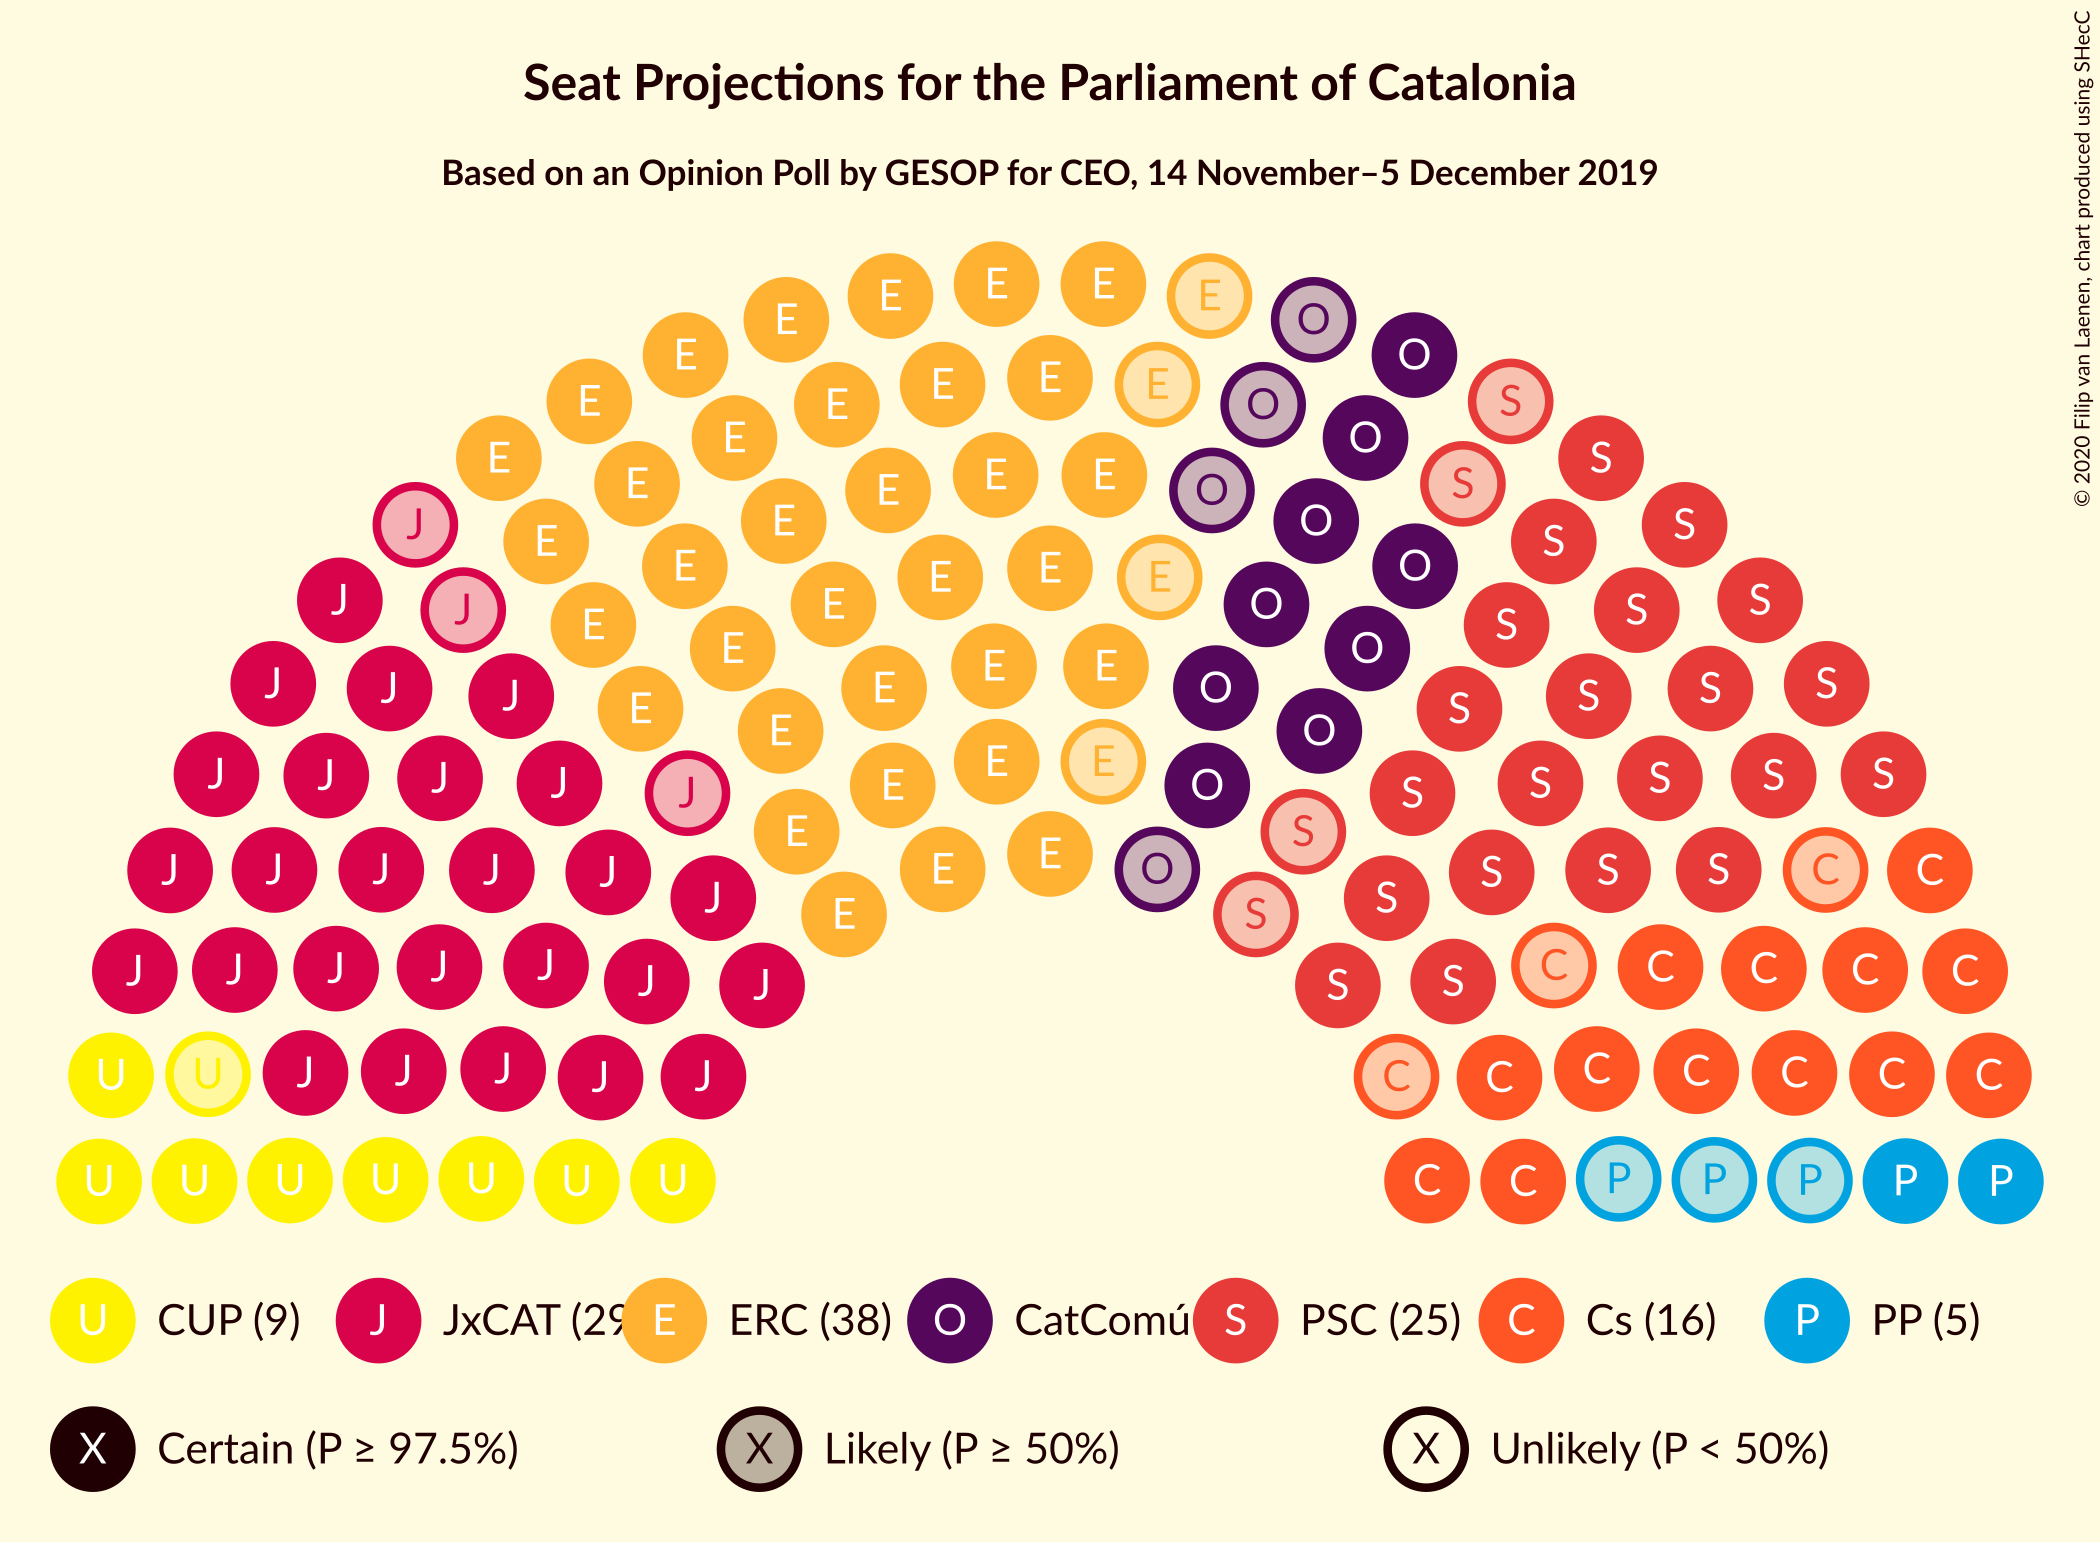 Seat Projections for the Parliament of Catalonia
Based on an Opinion Poll by GESOP for CEO, 14 November–5 December 2019
© 2020 Filip van Laenen, chart produced using SHecC
E E E E O
E E O
E E E E E S
E E O S
E E E E O S
E E O S
J E E E O S S
E E E O S
J J E E E O S S
E E E O S
J J J E E O S S S
E E O S
J J J J J E O S S S S S
E E E
E S
J J J J J J E E O S S S S C C
E S
J J J J J J J S S C C C C C
U U J J J J J C C C C C C C
U U U U U U U C C P P P P P
U CUP (9) J JxCAT (29 E ERC (38) O CatComú S PSC (25) C Cs (16) P PP (5)
X Certain (P ≥ 97.5%) X Likely (P ≥ 50%) X Unlikely (P < 50%)